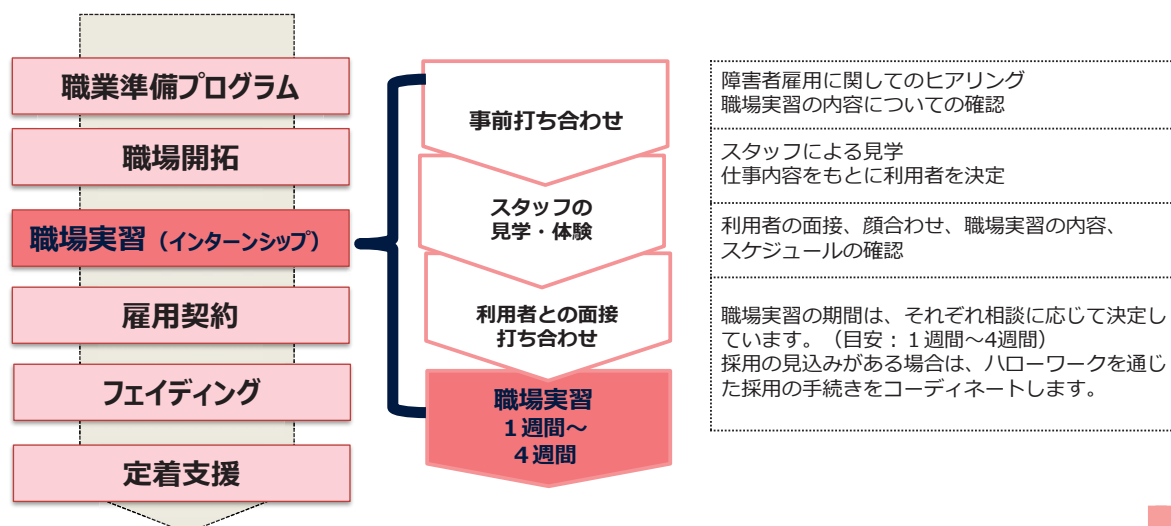 職業準備プログラム
職場開拓
職場実習（インターンシップ）
雇用契約
フェイディング
定着支援
事前打ち合わせ
スタッフの
見学・体験
利用者との面接
打ち合わせ
職場実習
１週間～
４週間
障害者雇用に関してのヒアリング
職場実習の内容についての確認
スタッフによる見学
仕事内容をもとに利用者を決定
利用者の面接、顔合わせ、職場実習の内容、
スケジュールの確認
職場実習の期間は、それぞれ相談に応じて決定し
ています。（目安：１週間～4週間）
採用の見込みがある場合は、ハローワークを通じ
た採用の手続きをコーディネートします。